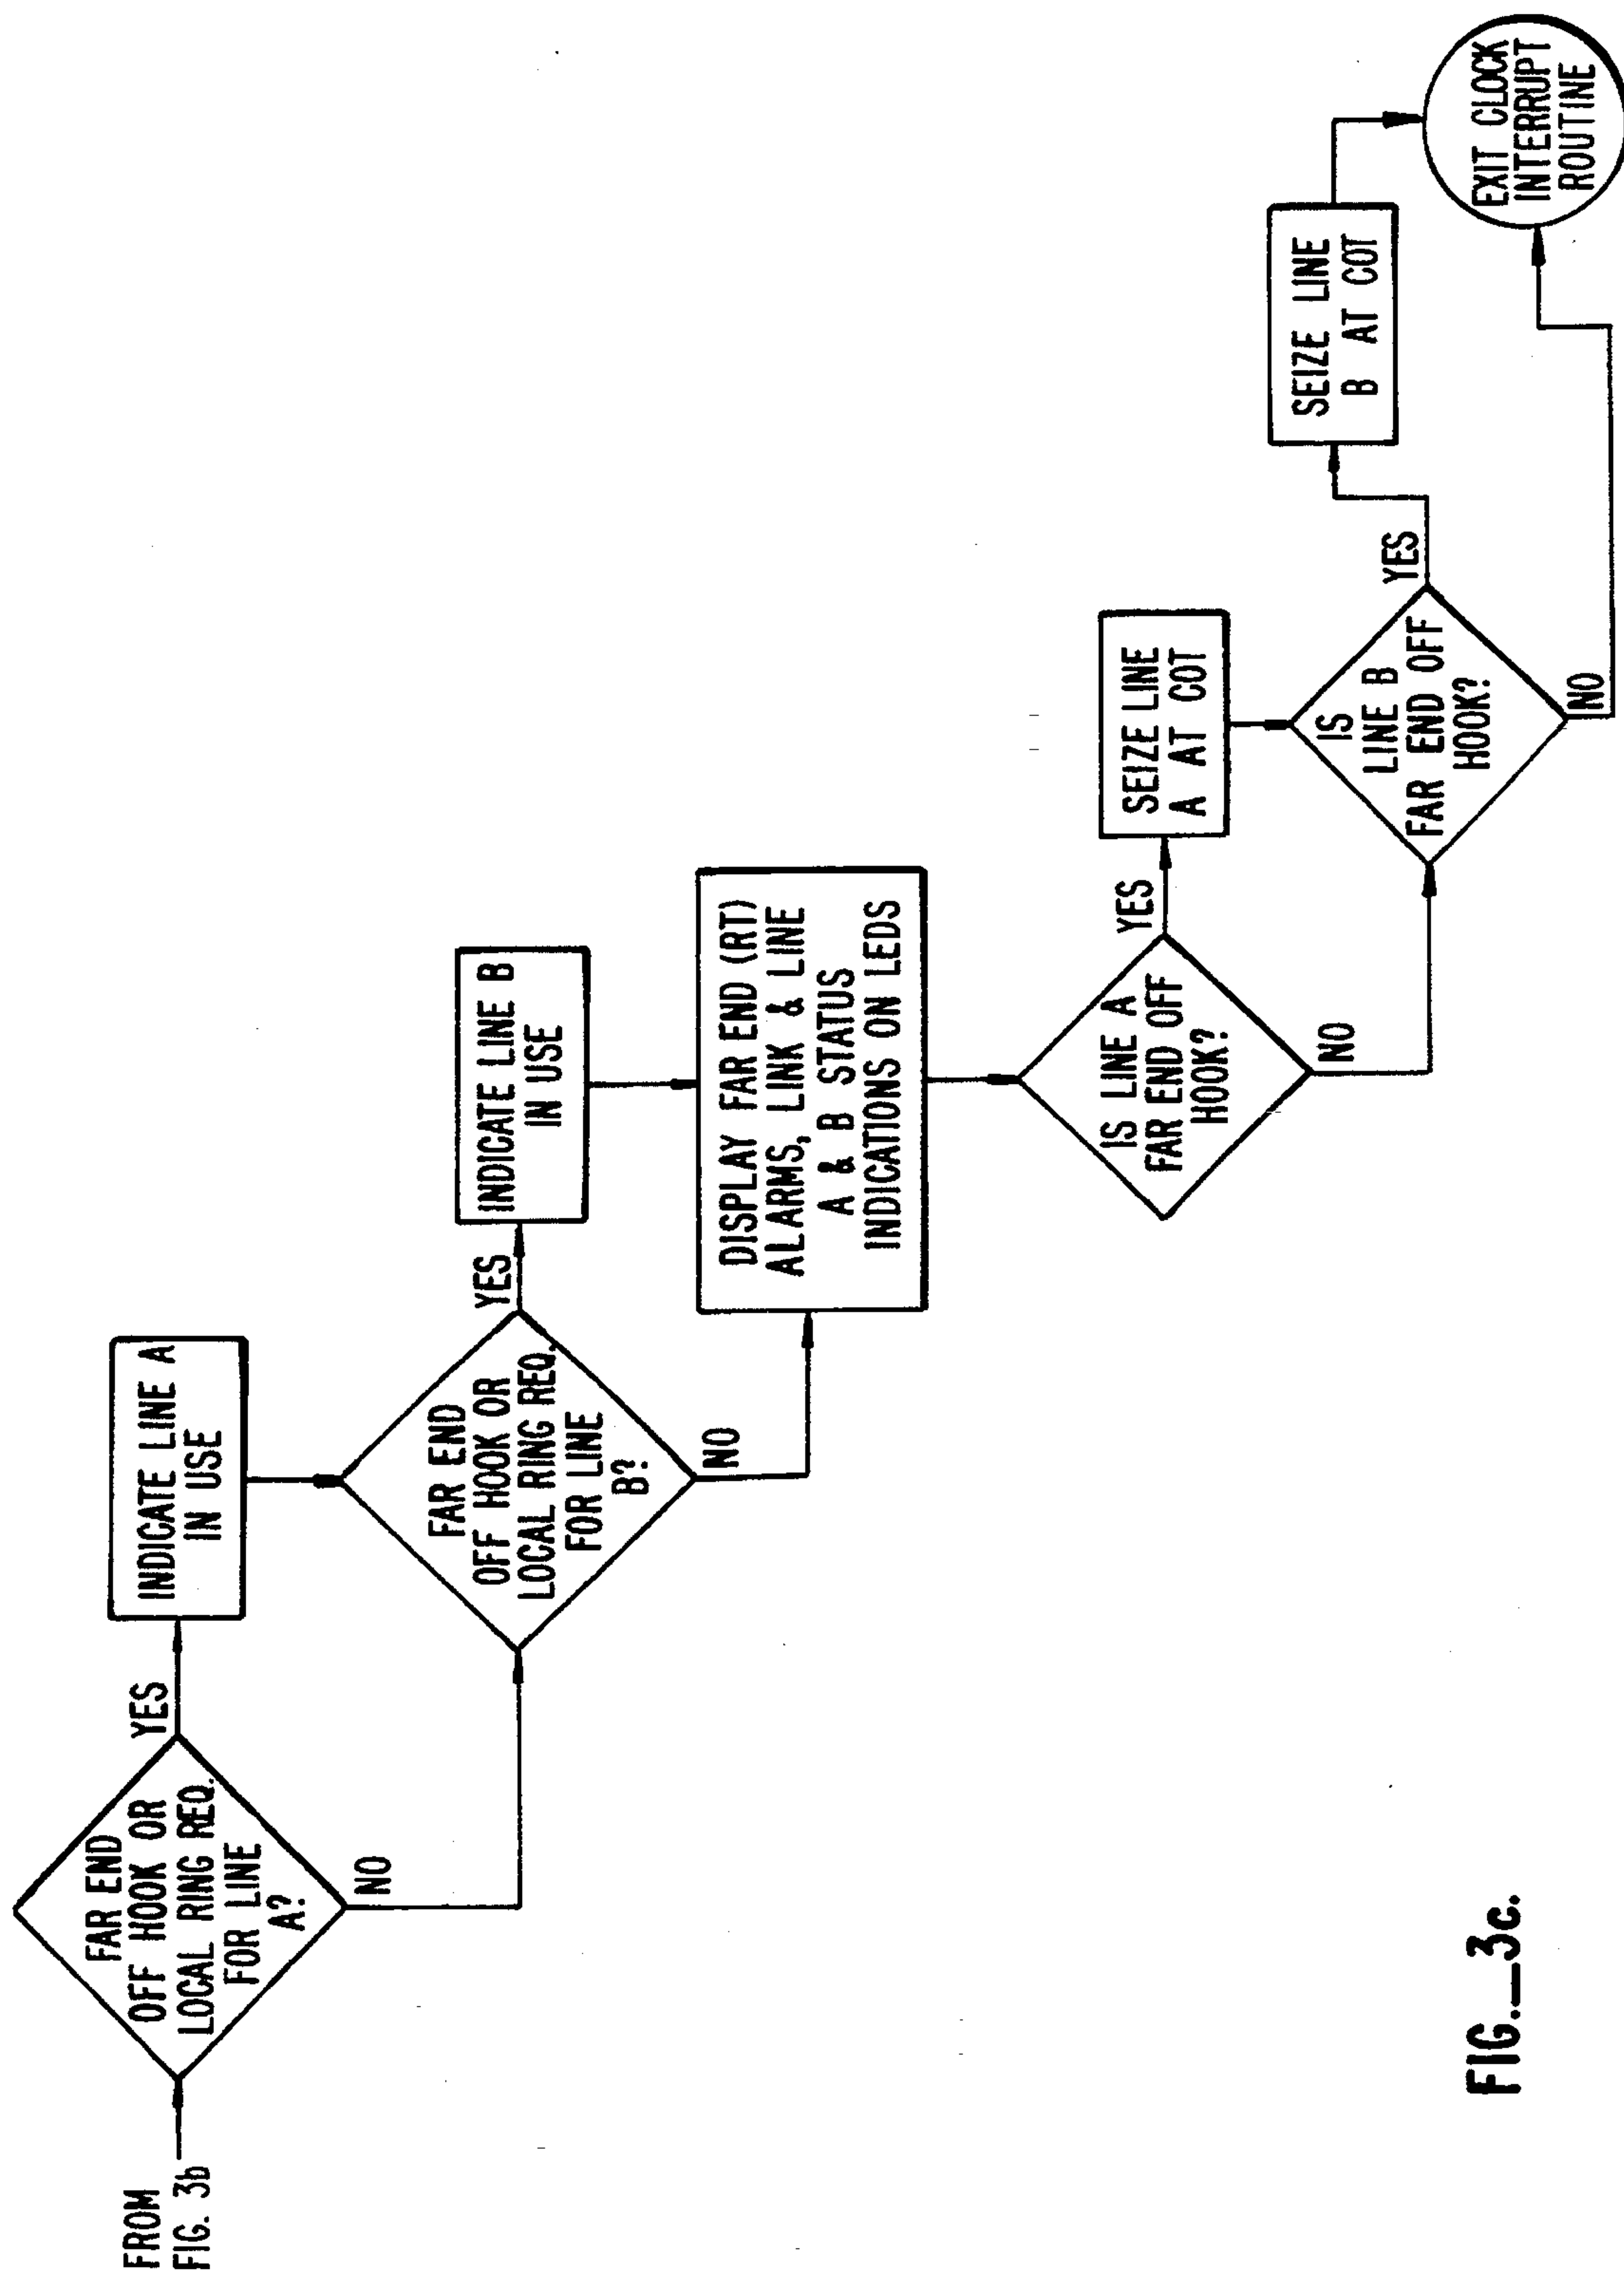 FROM
FIG. 3b
FAR END
OFF HOOK OR
LOCAL RING REQ.
FOR LINE
A?
YES
NO
INDICATE LINE A
IN USE
FAR END
OFF HOOK OR
LOCAL RING REQ.
FOR LINE
B?
YES
NO
INDICATE LINE B
IN USE
DISPLAY FAR END (RT)
ALARMS, LINK & LINE
A & B STATUS
INDICATIONS ON LEDS
IS LINE A
FAR END OFF
HOOK?
YES
NO
SEIZE LINE
A AT COT
IS
LINE B
FAR END OFF
HOOK?
YES
NO
SEIZE LINE
B AT COT
EXIT CLOCK
INTERRUPT
ROUTINE
FIG._3c.